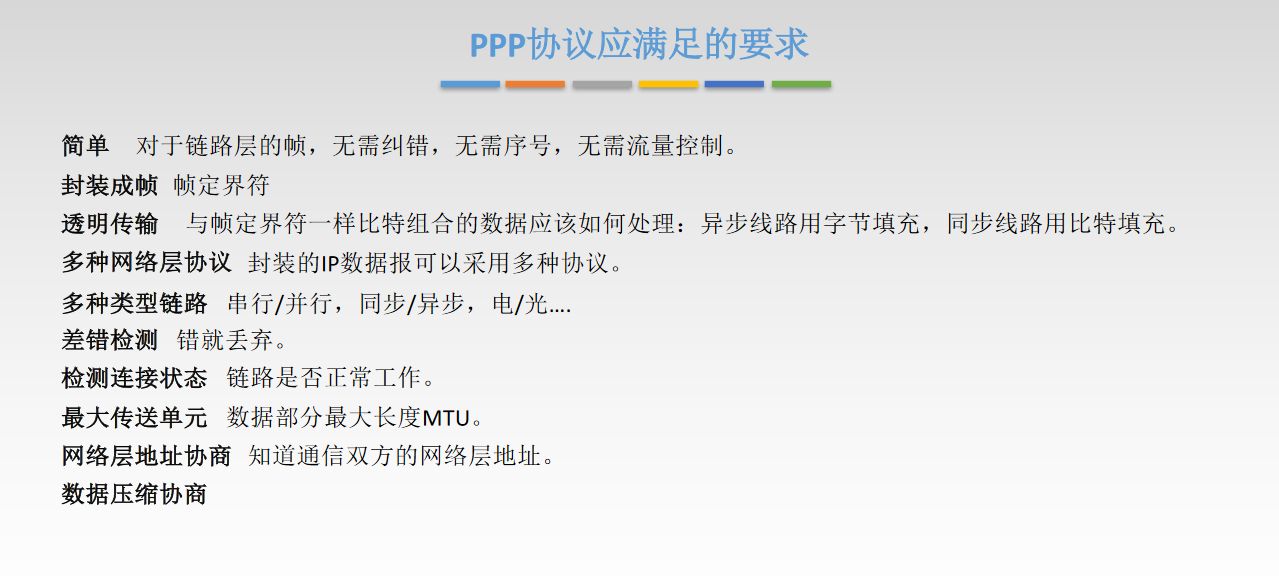 PPP协议应满足的要求
简单 对于链路层的帧，无需纠错，无需序号，无需流量控制。
封装成帧 帧定界符
透明传输 与帧定界符一样比特组合的数据应该如何处理：异步线路用字节填充，同步线路用比特填充。
多种网络层协议 封装的IP数据报可以采用多种协议。
多种类型链路 串行/并行，同步/异步，电/光....
差错检测 错就丢弃。
检测连接状态 链路是否正常工作。
最大传送单元 数据部分最大长度MTU。
网络层地址协商 知道通信双方的网络层地址。
数据压缩协商